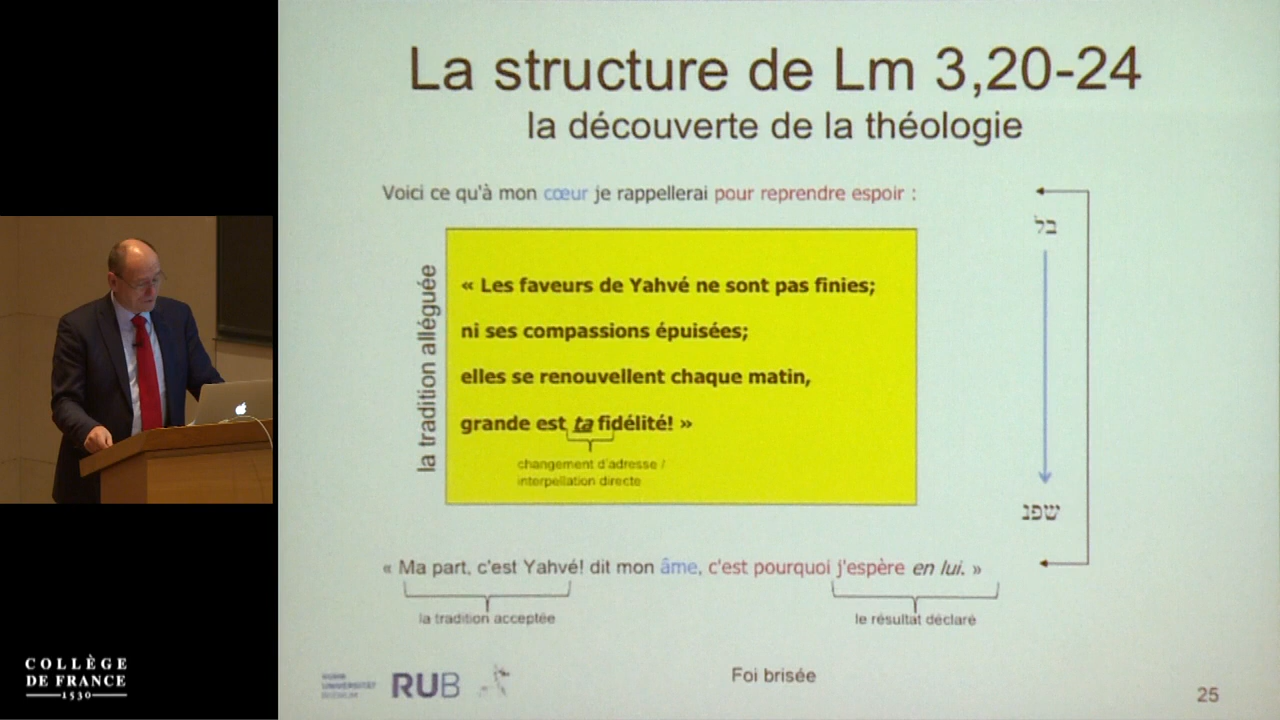 La structure de Lm 3,20-24
la découverte de la théologie
Voici ce qu'à mon cœur je rappellerai pour reprendre espoir :
בל
la tradition alléguée
« Les faveurs de Yahvé ne sont pas finies;
ni ses compassions épuisées;
elles se renouvellent chaque matin,
grande est ta fidélité! »
changement d'adresse /
interpellation directe
שפנ
« Ma part, c'est Yahvé! dit mon âme, c'est pourquoi j'espère en lui. »
la tradition acceptée
le résultat déclaré
COLLÈGE
DE FRANCE
1530
RUHR
UNIVERSITÄT
BOCHUM
RUB
Foi brisée
25